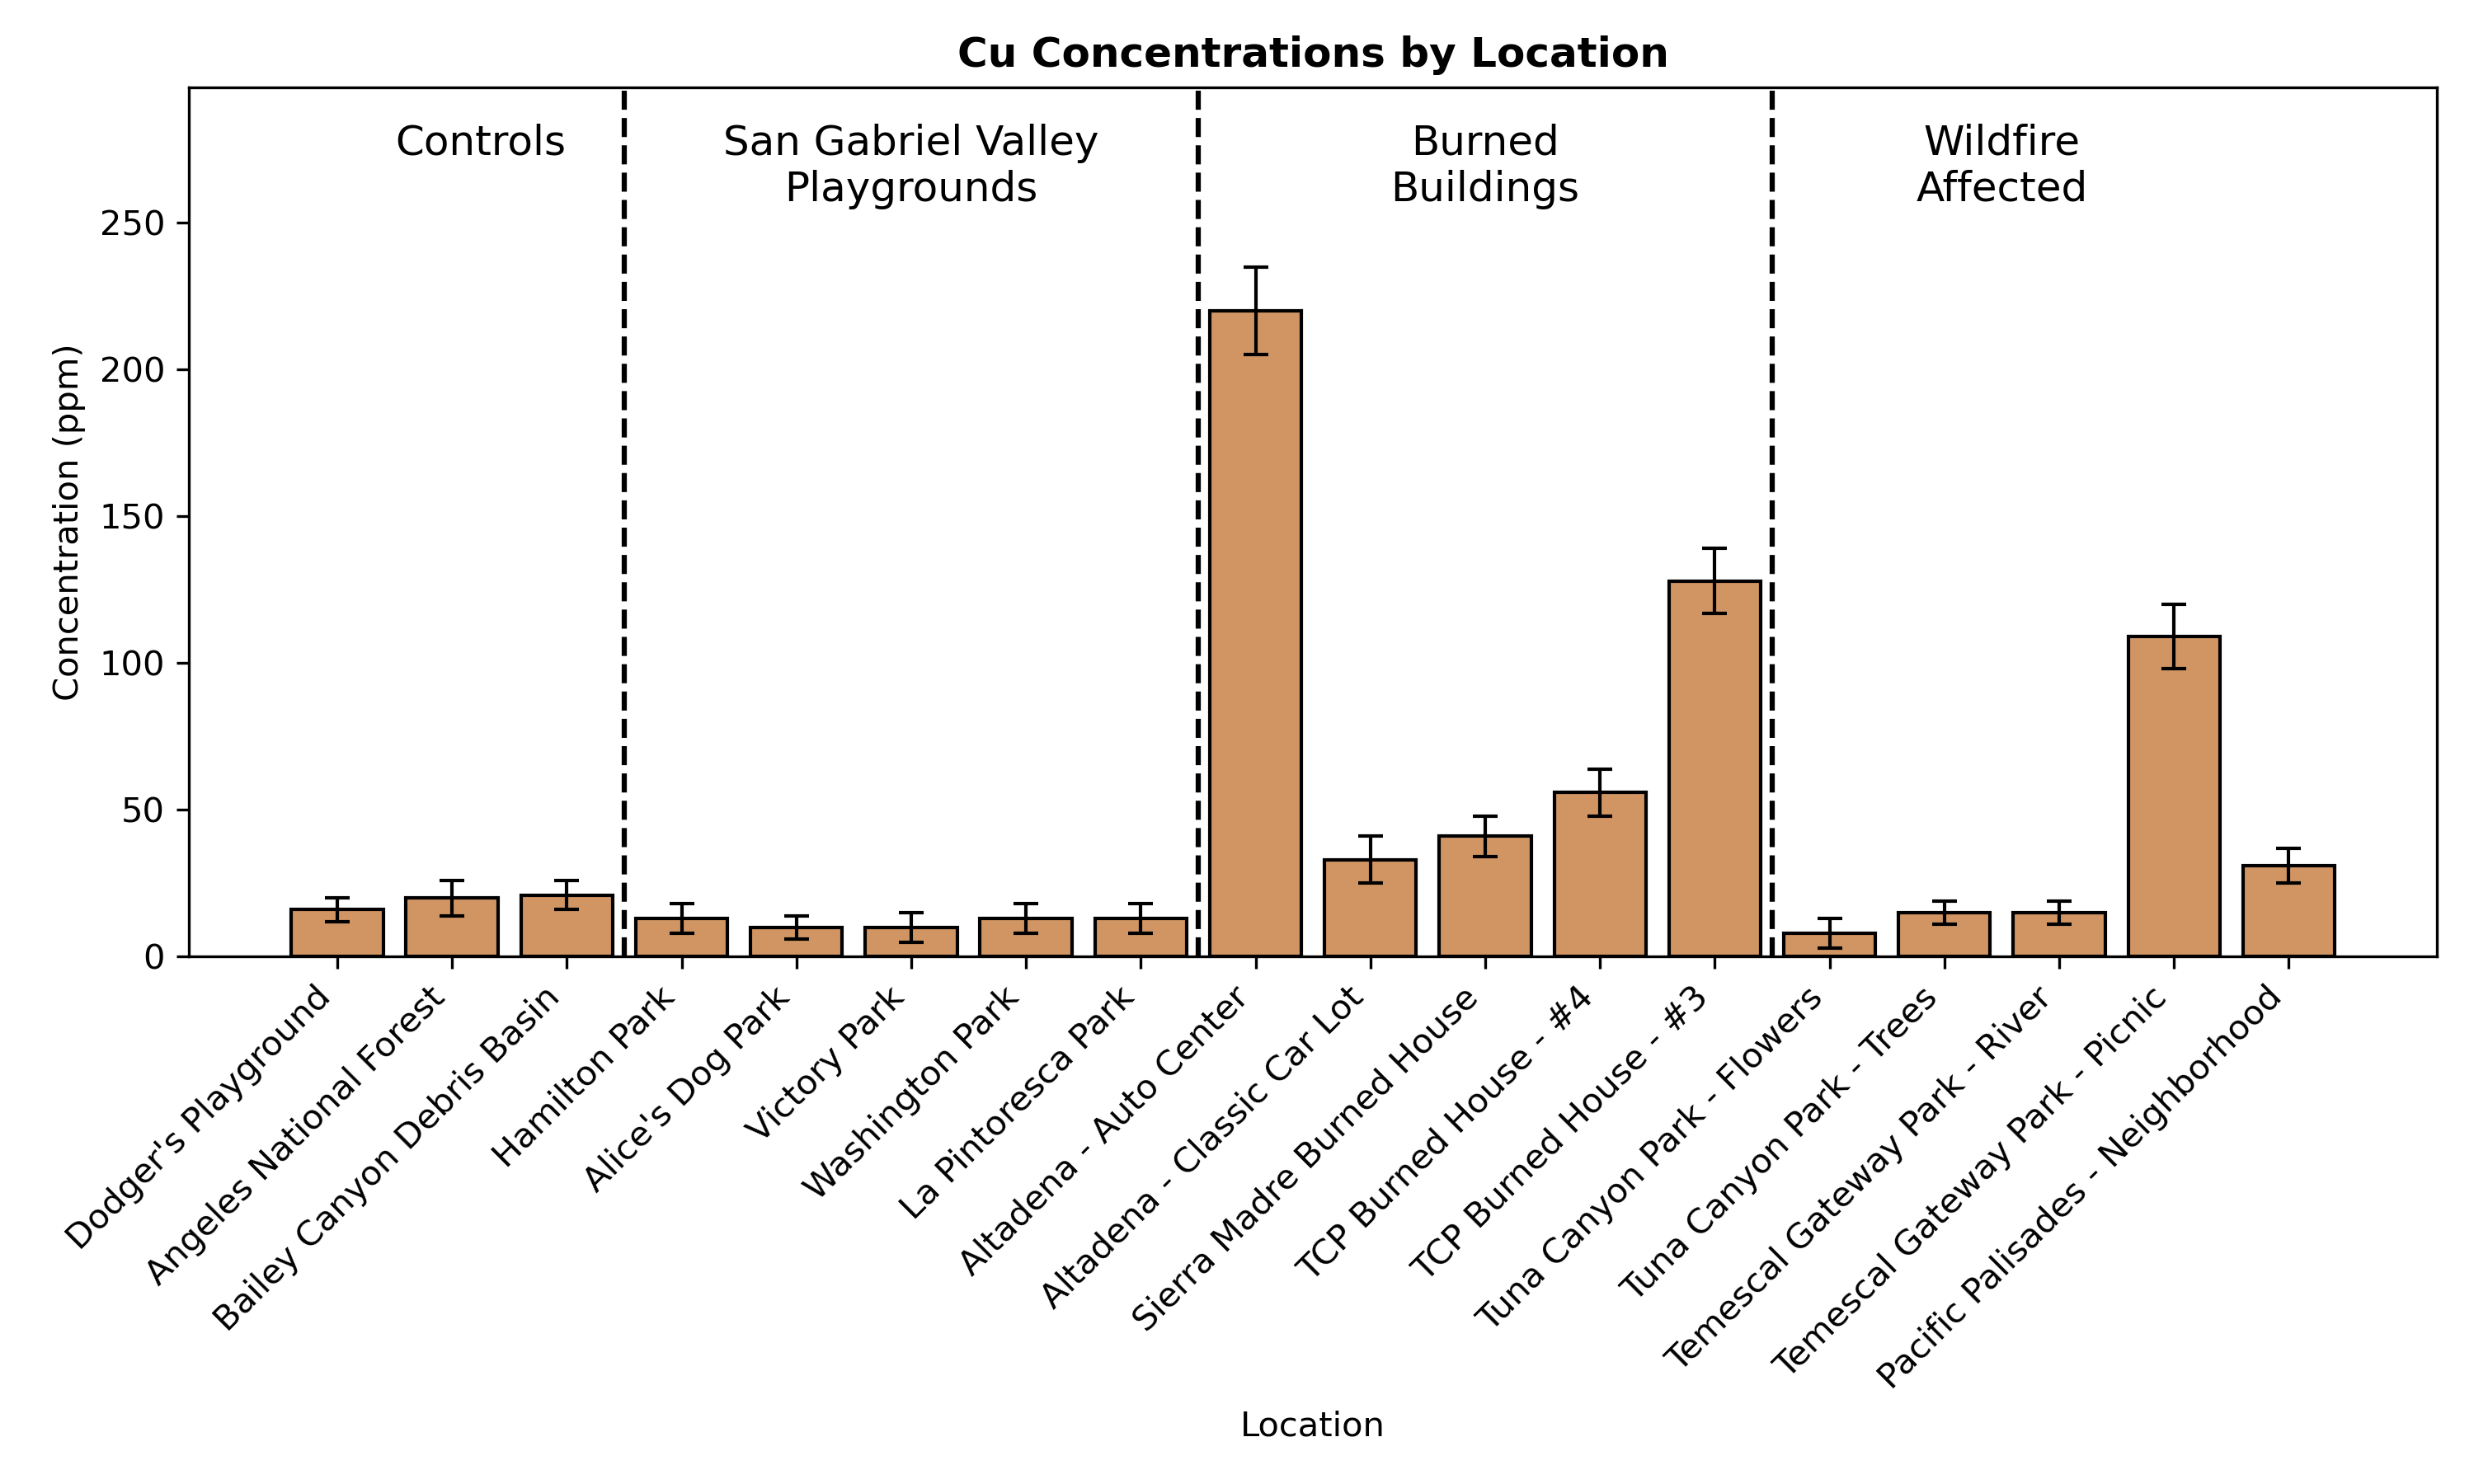 Cu Concentrations by Location
Controls
San Gabriel Valley
Playgrounds
Burned
Buildings
Wildfire
Affected
Concentration (ppm)
250
200
150
100
50
0
Dodger's Playground
Angeles National Forest
Bailey Canyon Debris Basin
Hamilton Park
Alice's Dog Park
Victory Park
Washington Park
La Pintoresca Park
Altadena - Auto Center
Altadena - Classic Car Lot
Sierra Madre Burned House
TCP Burned House - #4
TCP Burned House - #3
Tuna Canyon Park - Flowers
Tuna Canyon Park - Trees
Temescal Gateway Park - River
Temescal Gateway Park - Picnic
Pacific Palisades - Neighborhood
Location